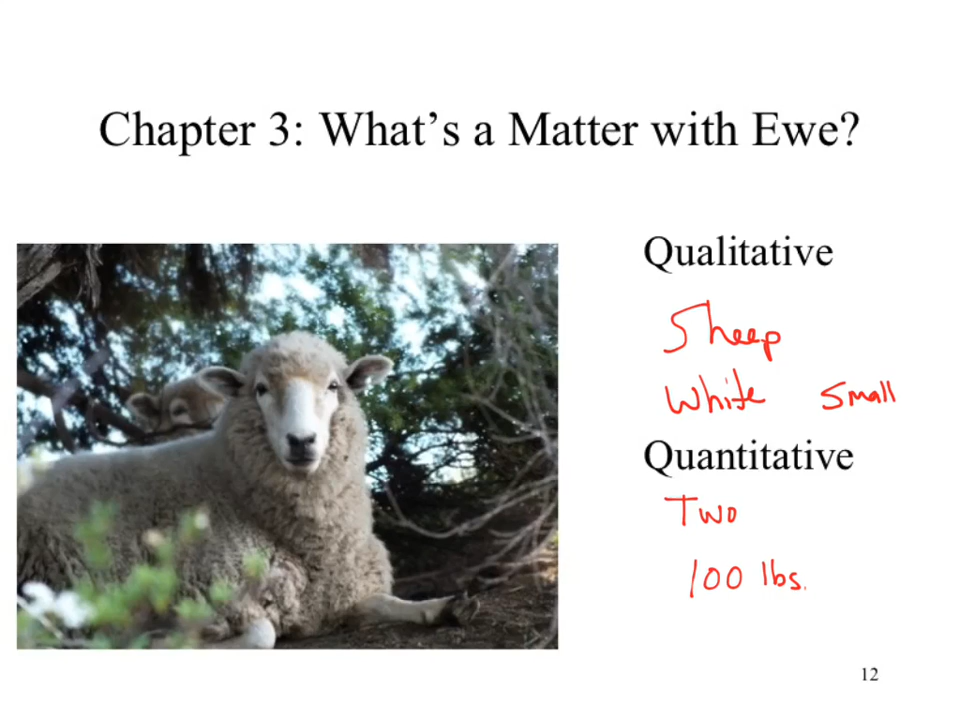 Chapter 3: What's a Matter with Ewe?
Qualitative
Sheep
White small
Quantitative
Two
100 lbs.
12